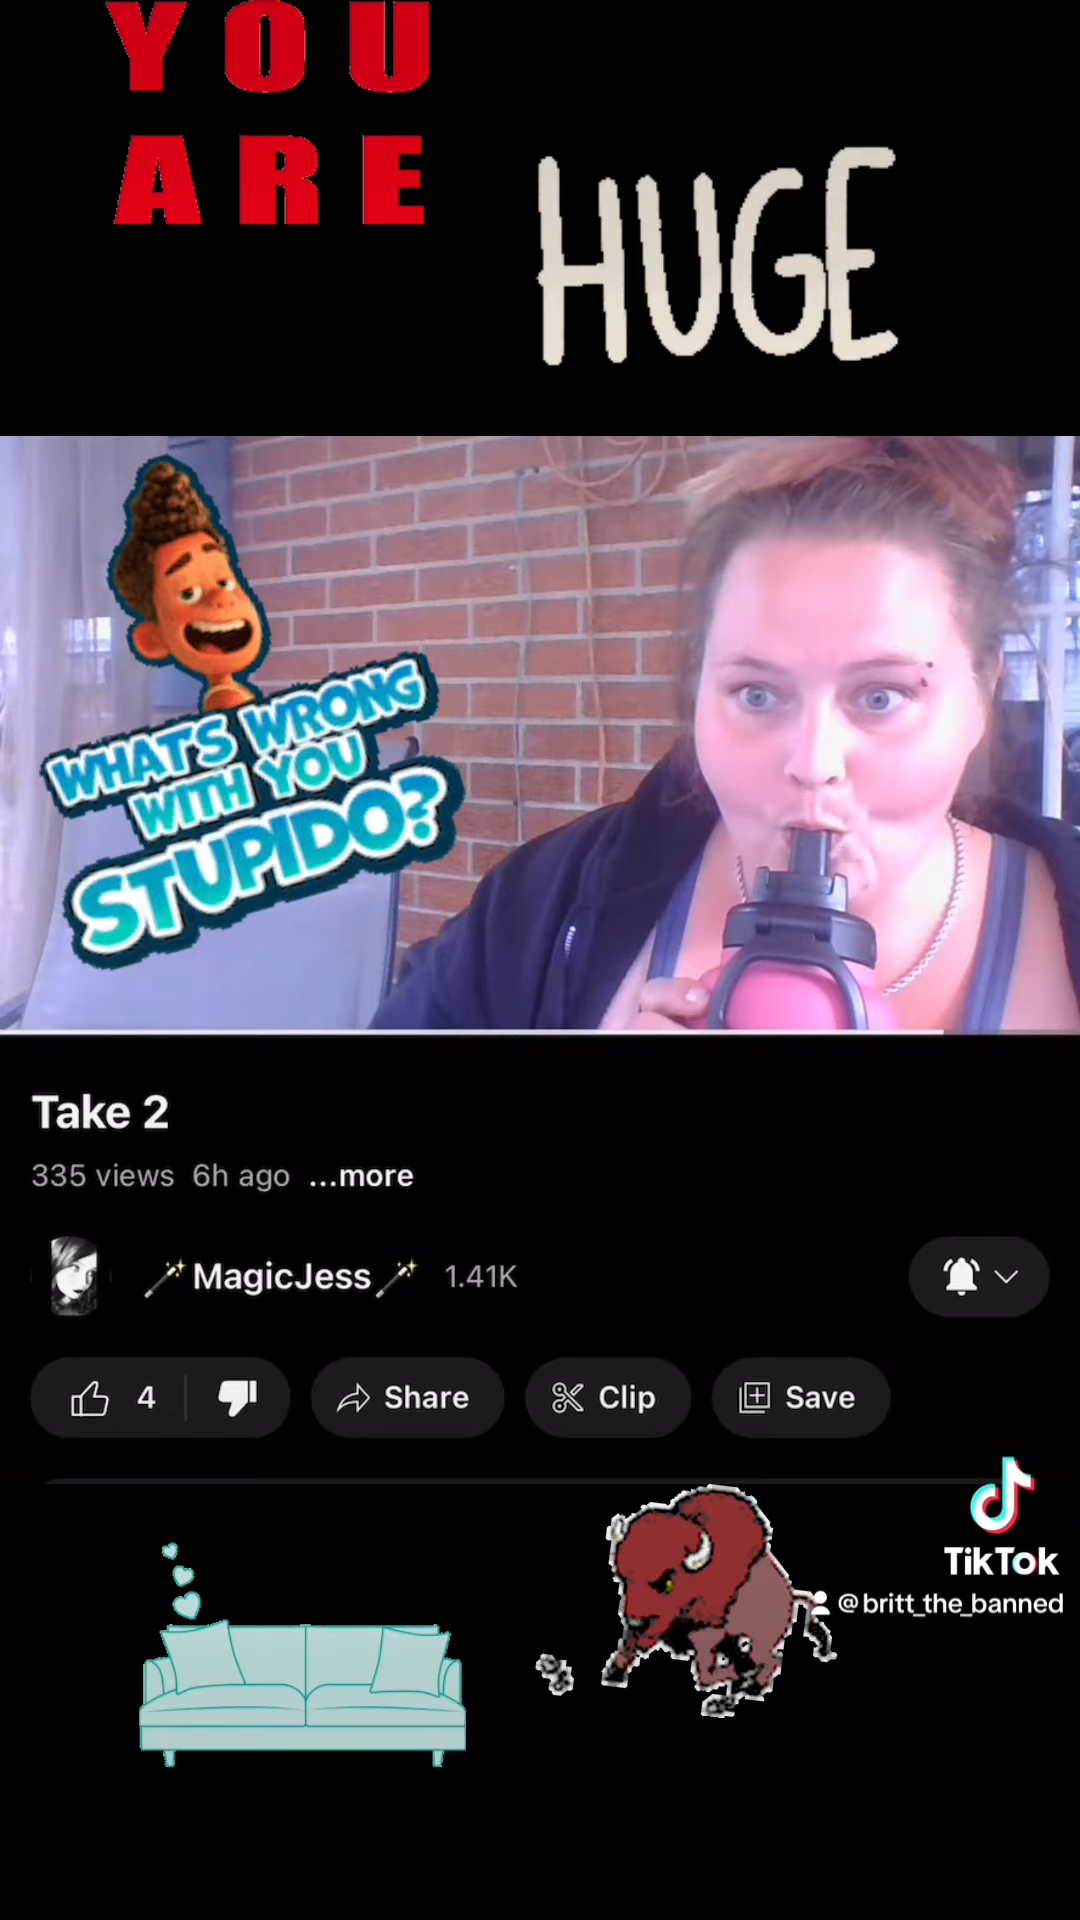 YOU
ARE
HUGE
WHAT'S WRONG
WITH YOU
STUPIDO?
Take 2
335 views 6h ago ...more
MagicJess 1.41K
4 Share Clip Save
TikTok
@britt_the_banned